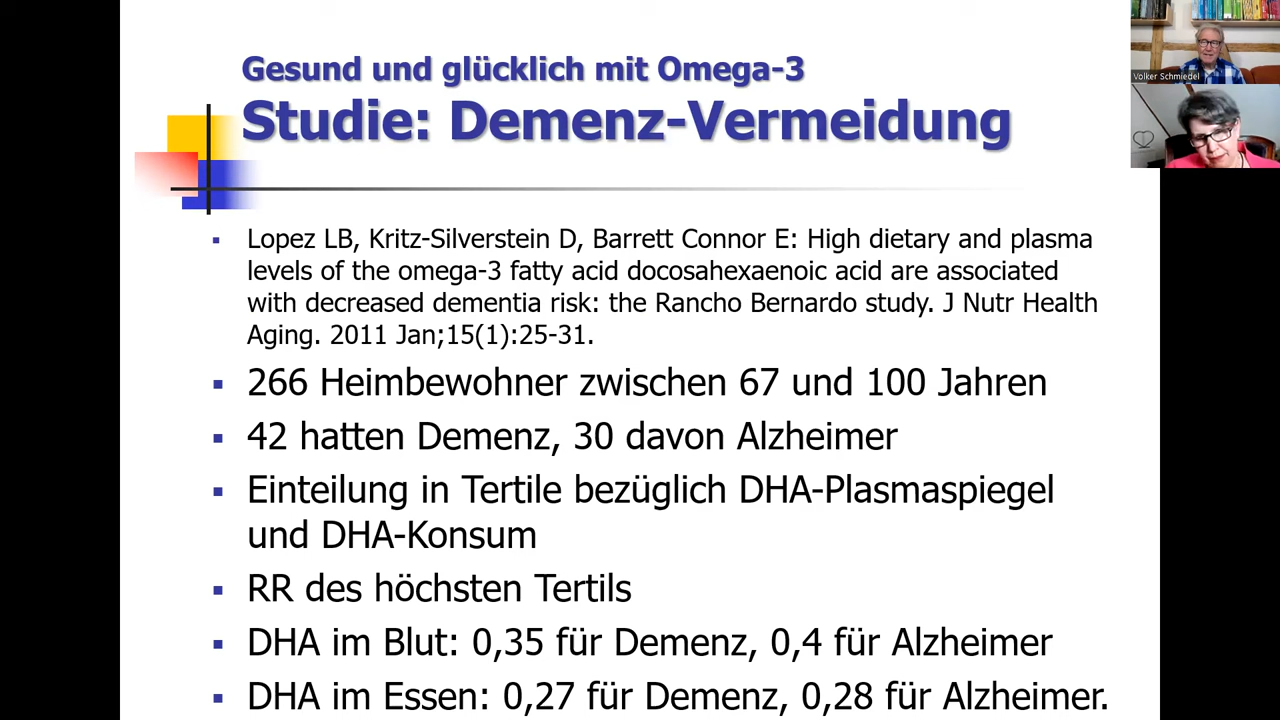 Gesund und glücklich mit Omega-3
Studie: Demenz-Vermeidung
Volker Schmiedel
Lopez LB, Kritz-Silverstein D, Barrett Connor E: High dietary and plasma
levels of the omega-3 fatty acid docosahexaenoic acid are associated
with decreased dementia risk: the Rancho Bernardo study. J Nutr Health
Aging. 2011 Jan;15(1):25-31.
266 Heimbewohner zwischen 67 und 100 Jahren
42 hatten Demenz, 30 davon Alzheimer
Einteilung in Tertile bezüglich DHA-Plasmaspiegel
und DHA-Konsum
RR des höchsten Tertils
DHA im Blut: 0,35 für Demenz, 0,4 für Alzheimer
DHA im Essen: 0,27 für Demenz, 0,28 für Alzheimer.